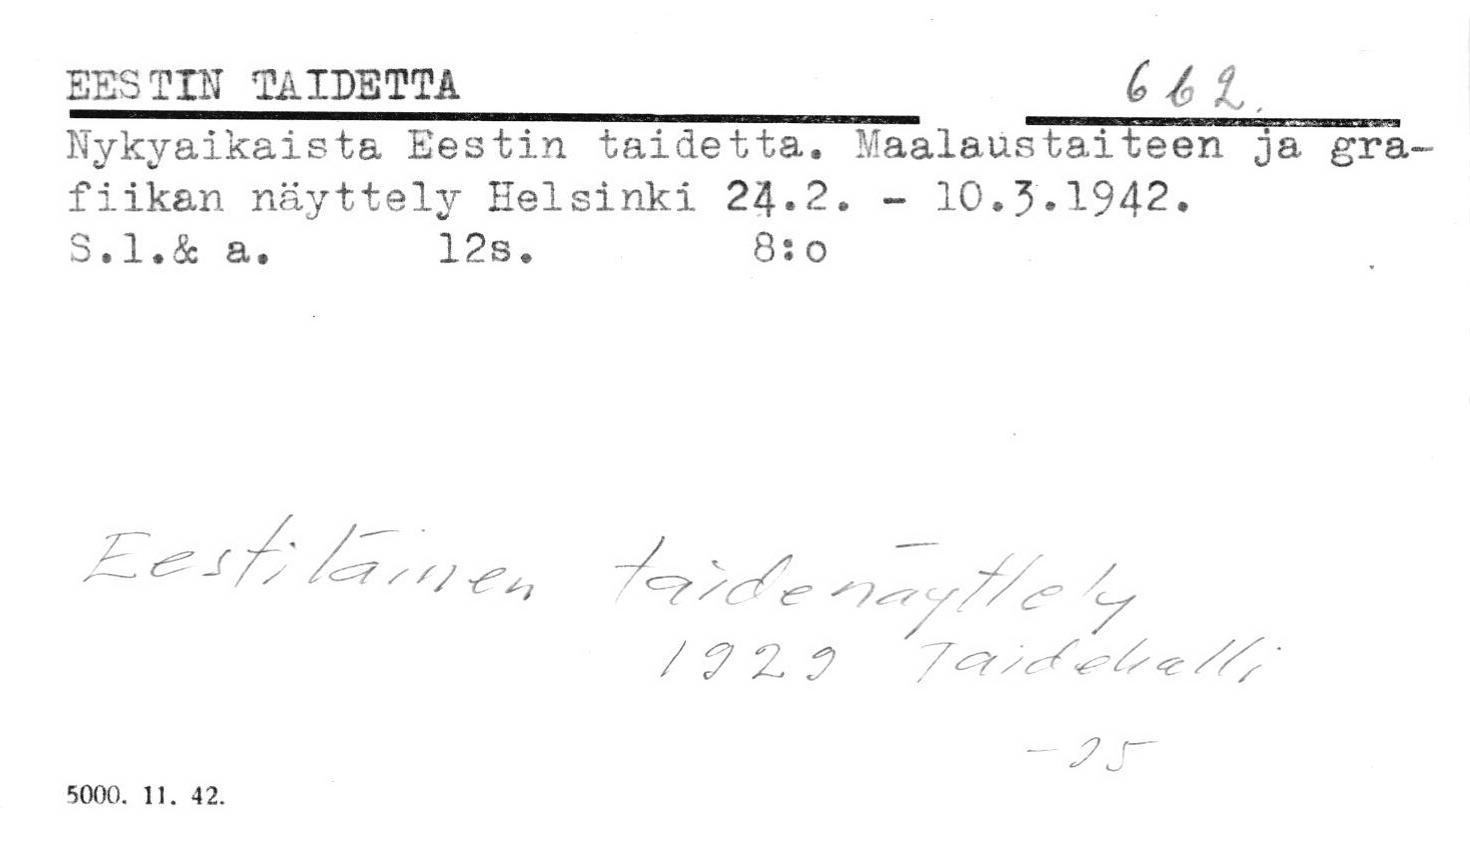 EESTIN TAIDETTA 662.
Nykyaikaista Eestin taidetta. Maalaustaiteen ja gra-
fiikan näyttely Helsinki 24.2. - 10.3.1942.
S.l.& a. 12s. 8:o
Eestiläinen taidenäyttely
1929 Taidehalli
5000. 11. 42.